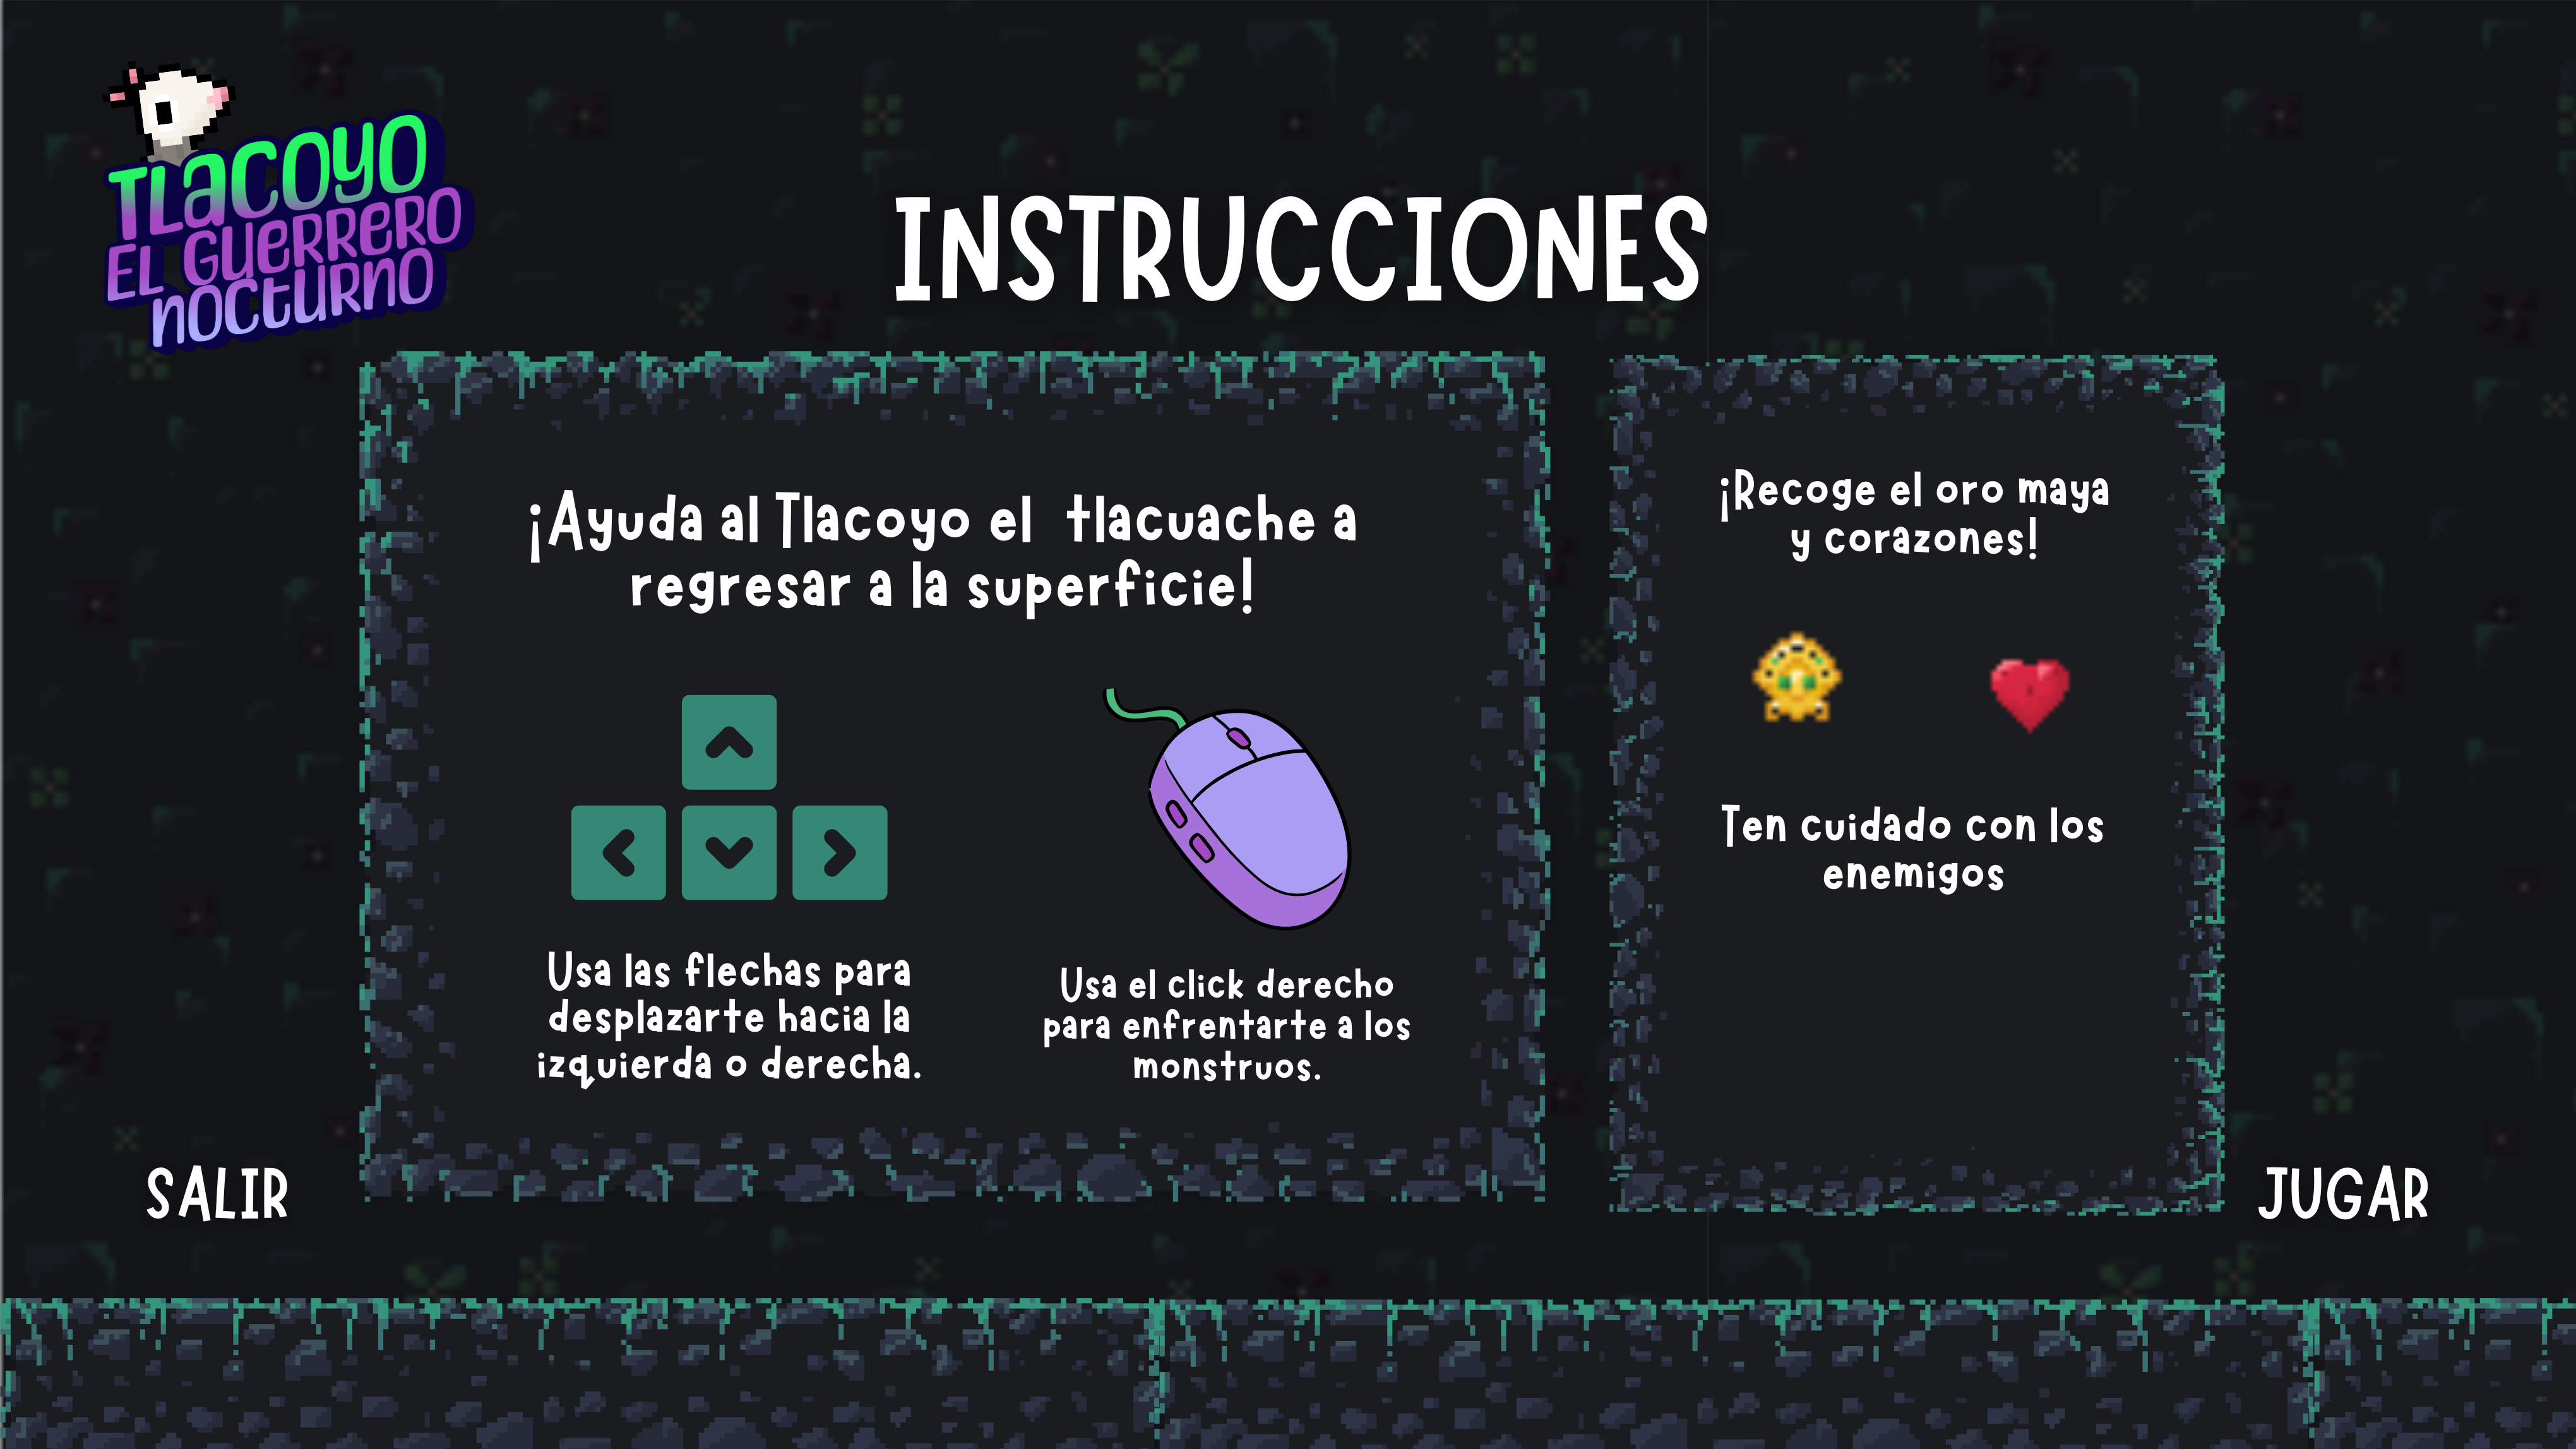 TLACOYO
EL GUERRERO
NOCTURNO
INSTRUCCIONES
¡Ayuda al Tlacoyo el  tlacuache a
regresar a la superficie!
Usa las flechas para
desplazarte hacia la
izquierda o derecha.
Usa el click derecho
para enfrentarte a los
monstruos.
¡Recoge el oro maya
y corazones!
Ten cuidado con los
enemigos
SALIR
JUGAR